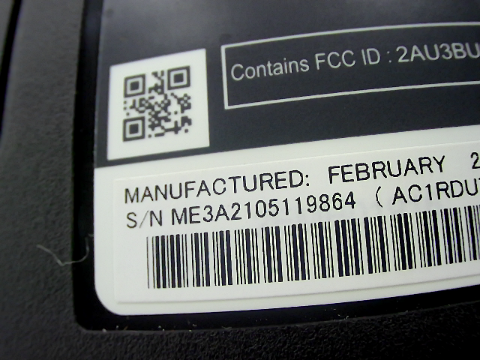 Contains FCC ID : 2AU3BU
MANUFACTURED: FEBRUARY 2
S/N ME3A2105119864 ( AC1RDU